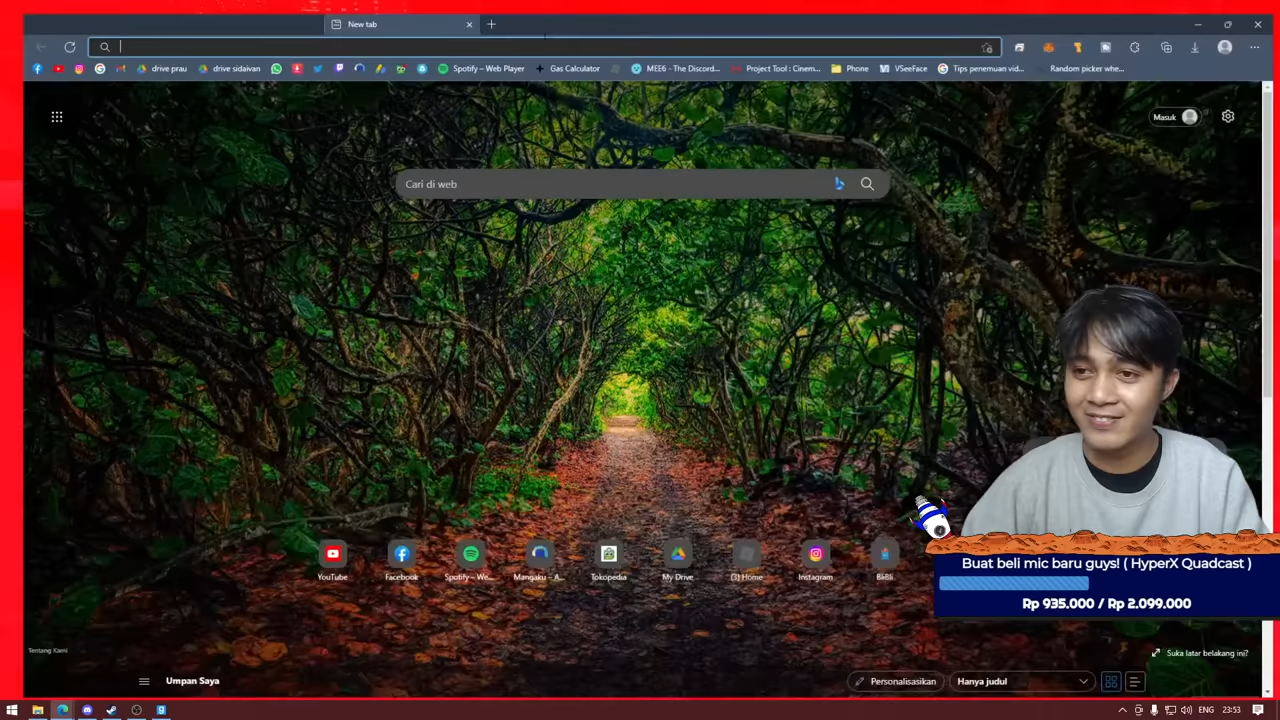 New tab
drive prau
drive sidaivan
Spotify – Web Player
Gas Calculator
MEE6 - The Discord...
Project Tool : Cinem...
Phone
VSeeFace
Tips penemuan vid...
Random picker whe...
Masuk
Cari di web
YouTube
Facebook
Spotify – We...
Mangaku – A...
Tokopedia
My Drive
(3) Home
Instagram
BliBli
Buat beli mic baru guys! ( HyperX Quadcast )
Rp 935.000 / Rp 2.099.000
Tentang Kami
Suka latar belakang ini?
Umpan Saya
Personalisasikan
Hanya judul
ENG
23:53